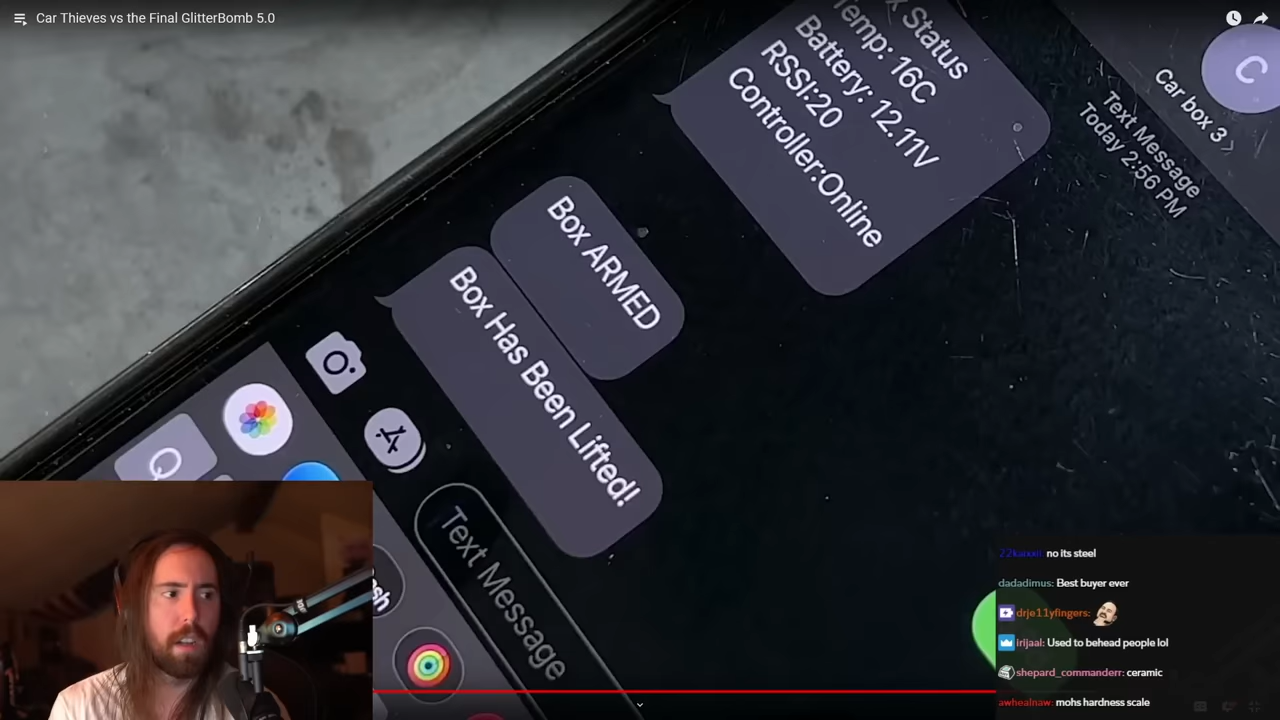 Car Thieves vs the Final GlitterBomb 5.0
C
Car box 3 >
Text Message
Today 2:56 PM
Status
Temp: 16C
Battery: 12.11V
RSSI:20
Controller:Online
Box ARMED
Box Has Been Lifted!
Text Message
Q
22kaixxi: no its steel
dadadimus: Best buyer ever
drje11yfingers:
irijaal: Used to behead people lol
shepard_commanderr: ceramic
awhealnaw: mohs hardness scale